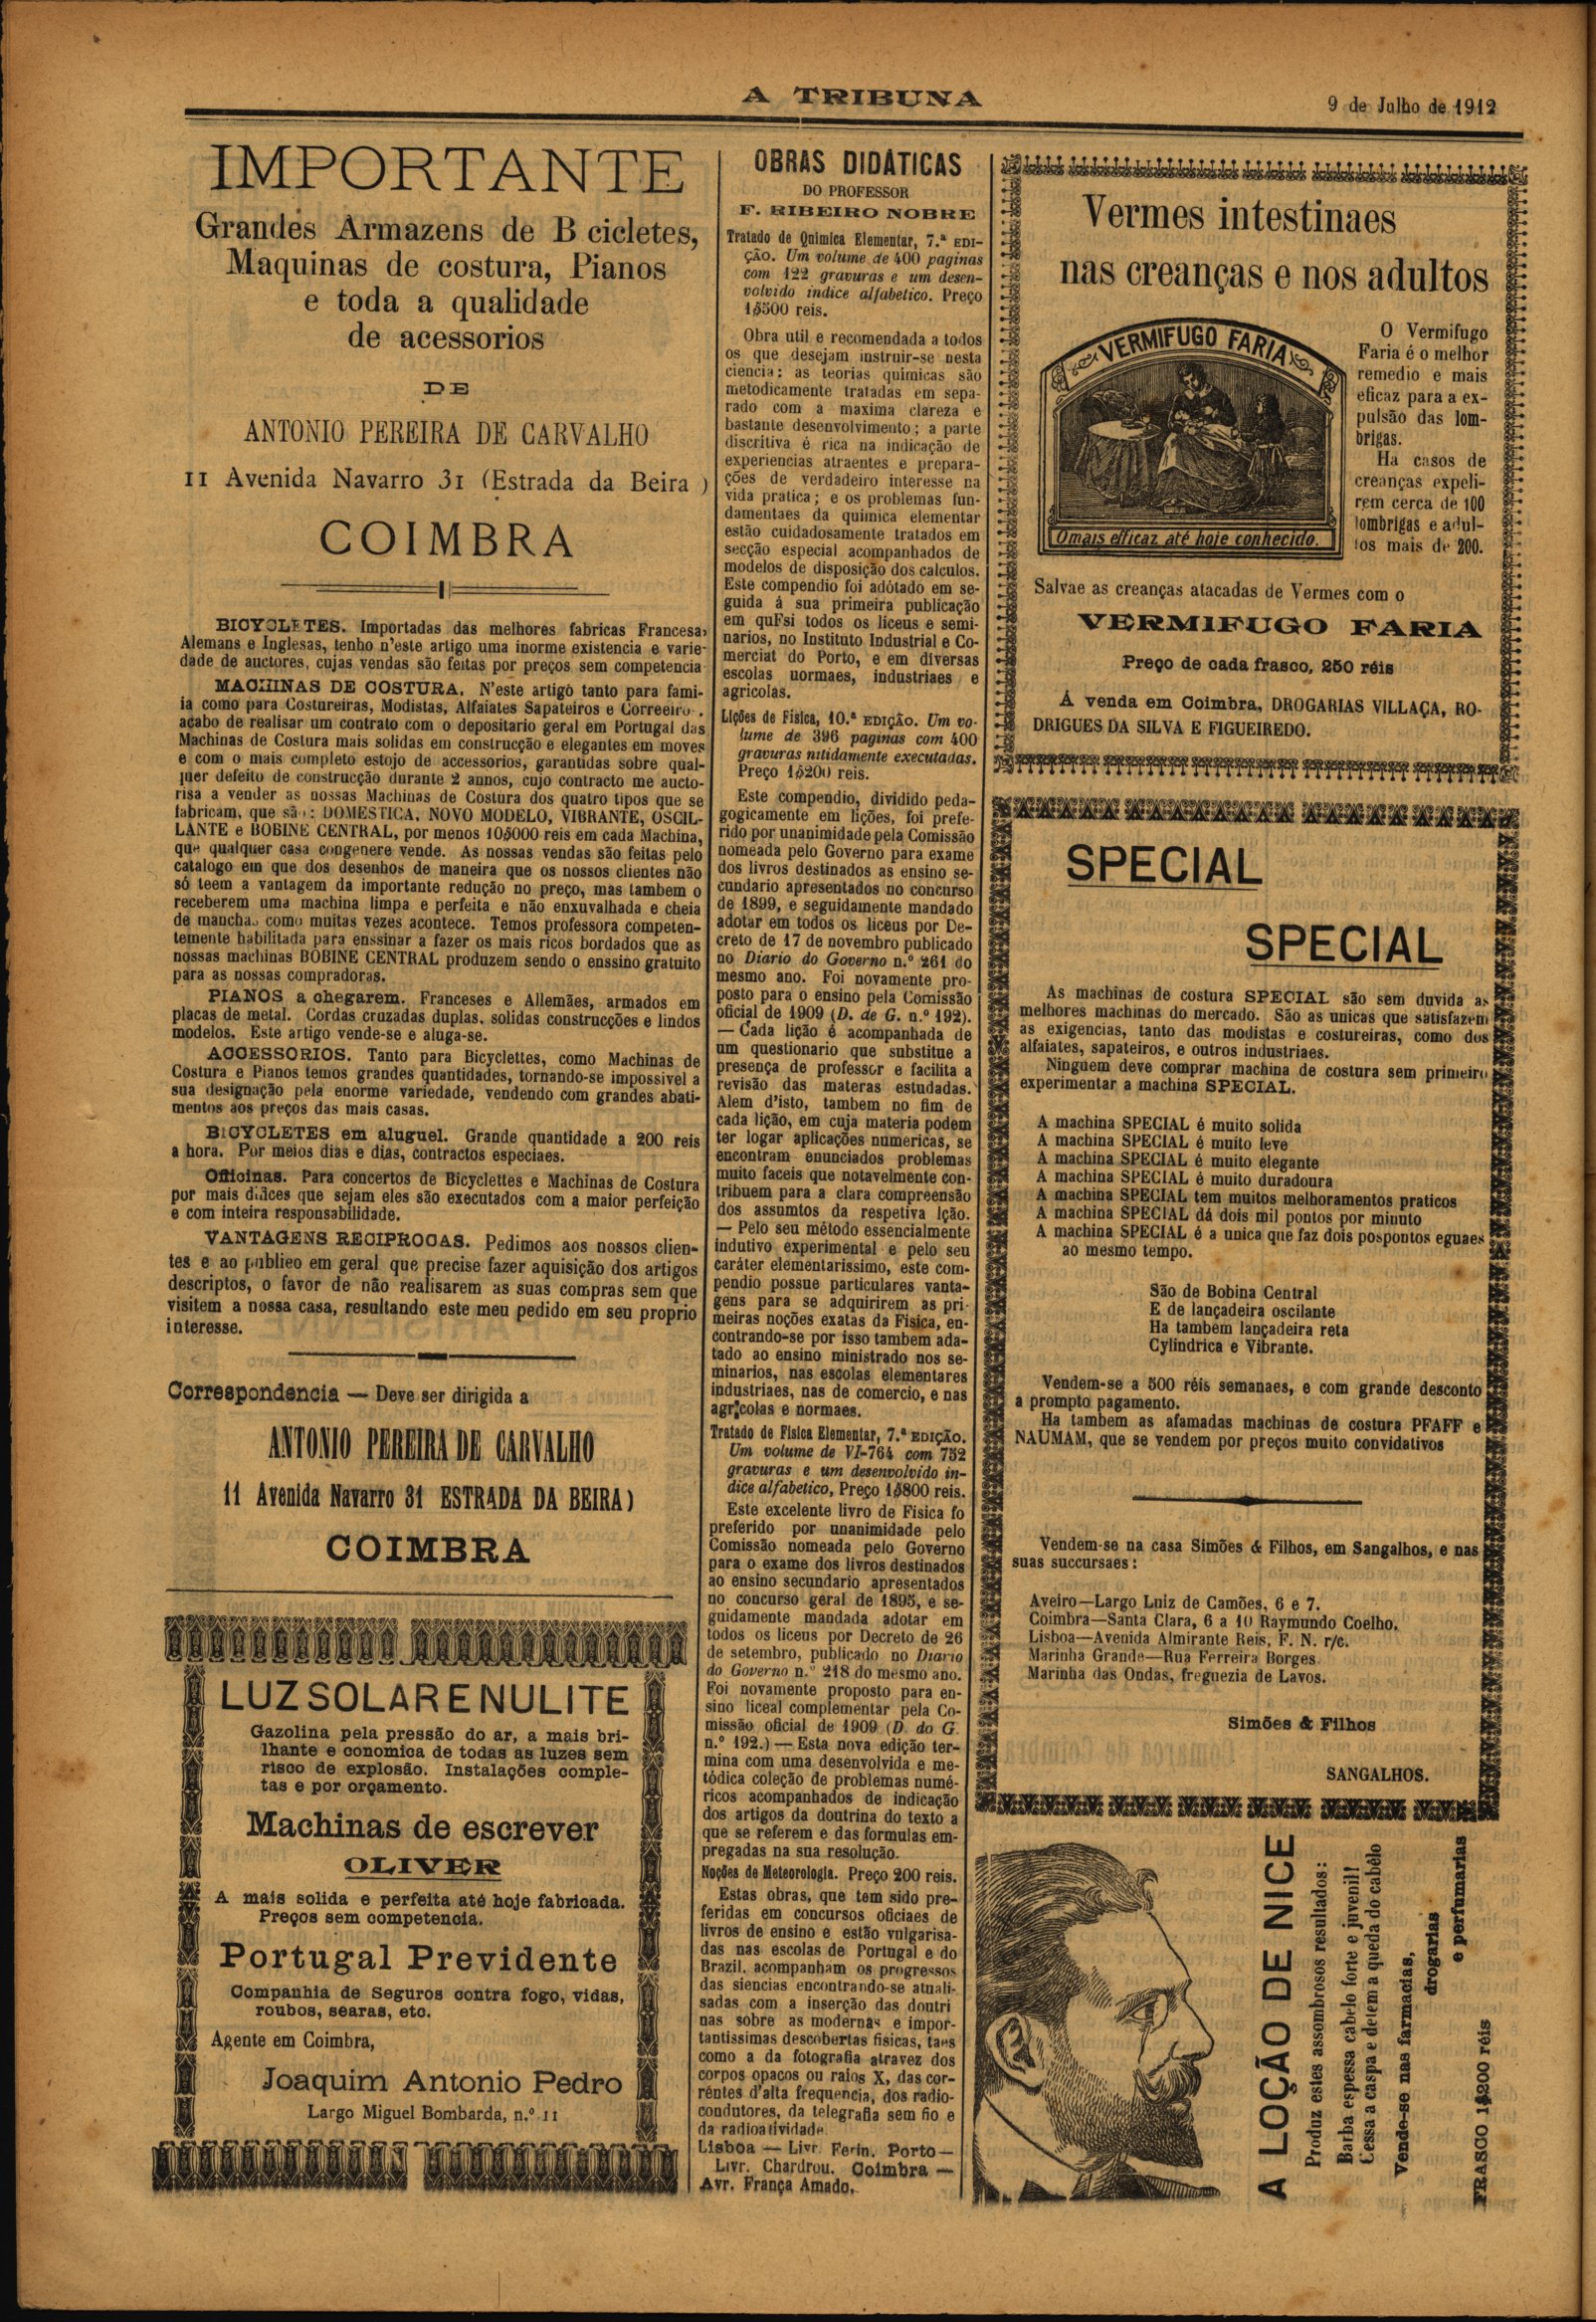 A TRIBUNA
9 de Julho de 1912
IMPORTANTE
Grandes Armazens de B cicletes,
Maquinas de costura, Pianos
e toda a qualidade
de acessorios
DE
ANTONIO PEREIRA DE CARVALHO
11 Avenida Navarro 31 (Estrada da Beira )
COIMBRA
BICYCLETES. Importadas das melhores fabricas Francesa,
Alemans e Inglesas, tenho n'este artigo uma inorme existencia e varie-
dade de auctores, cujas vendas são feitas por preços sem competencia
MACHINAS DE COSTURA. N'este artigo tanto para fami-
ia como para Costureiras, Modistas, Alfaiates Sapateiros e Correeiro.
acabo de realisar um contrato com o depositario geral em Portugal das
Machinas de Costura mais solidas em construcção e elegantes em moves
e com o mais completo estojo de accessorios, garantidas sobre qual-
quer defeito de construcção durante 2 annos, cujo contracto me aucto-
risa a vender as nossas Machinas de Costura dos quatro tipos que se
fabricam, que são: DOMESTICA, NOVO MODELO, VIBRANTE, OSCIL-
LANTE e BOBINE CENTRAL, por menos 10$000 reis em cada Machina,
que qualquer casa congenere vende. As nossas vendas são feitas pelo
catalogo em que dos desenhos de maneira que os nossos clientes não
só teem a vantagem da importante redução no preço, mas tambem o
receberem uma machina limpa e perfeita e não enxuvalhada e cheia
de mancha. como muitas vezes acontece. Temos professora competen-
temente habilitada para enssinar a fazer os mais ricos bordados que as
nossas machinas BOBINE CENTRAL produzem sendo o enssino gratuito
para as nossas compradoras.
PIANOS a chegarem. Franceses e Allemães, armados em
placas de metal. Cordas cruzadas duplas. solidas construcções e lindos
modelos. Este artigo vende-se e aluga-se.
ACCESSORIOS. Tanto para Bicyclettes, como Machinas de
Costura e Pianos temos grandes quantidades, tornando-se impossivel a
sua designação pela enorme variedade, vendendo com grandes abati-
mentos aos preços das mais casas.
BICYCLETES em aluguel. Grande quantidade a 200 reis
a hora. Por meios dias e dias, contractos especiaes.
Officinas. Para concertos de Bicyclettes e Machinas de Costura
por mais dices que sejam eles são executados com a maior perfeição
e com inteira responsabilidade.
VANTAGENS RECIPROCAS. Pedimos aos nossos clien-
tes e ao publieo em geral que precise fazer aquisição dos artigos
descriptos, o favor de não realisarem as suas compras sem que
visitem a nossa casa, resultando este meu pedido em seu proprio
interesse.
Correspondencia — Deve ser dirigida a
ANTONIO PEREIRA DE CARVALHO
11 Avenida Navarro 31 ESTRADA DA BEIRA)
COIMBRA
LUZ SOLAR ENULITE
Gazolina pela pressão do ar, a mais bri-
lhante e conomica de todas as luzes sem
risco de explosão. Instalações comple-
tas e por orçamento.
Machinas de escrever
OLIVER
A mais solida e perfeita até hoje fabricada.
Preços sem competencia.
Portugal Previdente
Companhia de Seguros contra fogo, vidas,
roubos, searas, etc.
Agente em Coimbra,
Joaquim Antonio Pedro
Largo Miguel Bombarda, n.º 11
OBRAS DIDÁTICAS
DO PROFESSOR
F. RIBEIRO NOBRE
Tratado de Quimica Elementar, 7.ª EDI-
ÇÃO. Um volume de 400 paginas
com 122 gravuras e um desen-
volvido indice alfabetico. Preço
1$500 reis.
Obra util e recomendada a todos
os que desejam instruir-se nesta
ciencia: as teorias quimicas são
metodicamente tratadas em sepa-
rado com a maxima clareza e
bastante desenvolvimento; a parte
discritiva é rica na indicação de
experiencias atraentes e prepara-
ções de verdadeiro interesse na
vida pratica; e os problemas fun-
damentaes da quimica elementar
estão cuidadosamente tratados em
secção especial acompanhados de
modelos de disposição dos calculos.
Este compendio foi adótado em se-
guida á sua primeira publicação
em quFsi todos os liceus e semi-
narios, no Instituto Industrial e Co-
merciat do Porto, e em diversas
escolas normaes, industriaes e
agricolas.
Lições de Fisica, 10.ª EDIÇÃO. Um vo-
lume de 396 paginas com 400
gravuras nitidamente executadas.
Preço 1$200 reis.
Este compendio, dividido peda-
gogicamente em lições, foi prefe-
rido por unanimidade pela Comissão
nomeada pelo Governo para exame
dos livros destinados as ensino se-
cundario apresentados no concurso
de 1899, e seguidamente mandado
adotar em todos os liceus por De-
creto de 17 de novembro publicado
no Diario do Governo n.º 261 do
mesmo ano. Foi novamente pro-
posto para o ensino pela Comissão
oficial de 1909 (D. de G. n.º 192).
— Cada lição é acompanhada de
um questionario que substitue a
presença de professor e facilita a
revisão das materas estudadas.
Alem d'isto, tambem no fim de
cada lição, em cuja materia podem
ter logar aplicações numericas, se
encontram enunciados problemas
muito faceis que notavelmente con-
tribuem para a clara compreensão
dos assumtos da respetiva lção.
— Pelo seu método essencialmente
indutivo experimental e pelo seu
caráter elementarissimo, este com-
pendio possue particulares vanta-
gens para se adquirirem as pri-
meiras noções exatas da Fisica, en-
contrando-se por isso tambem ada-
tado ao ensino ministrado nos se-
minarios, nas escolas elementares
industriaes, nas de comercio, e nas
agricolas e normaes.
Tratado de Fisica Elementar, 7.ª EDIÇÃO.
Um volume de VI-764 com 752
gravuras e um desenvolvido in-
dice alfabetico, Preço 1$800 reis.
Este excelente livro de Fisica fo
preferido por unanimidade pelo
Comissão nomeada pelo Governo
para o exame dos livros destinados
ao ensino secundario apresentados
no concurso geral de 1895, e se-
guidamente mandada adotar em
todos os liceus por Decreto de 26
de setembro, publicado no Diario
do Governo n.º 218 do mesmo ano.
Foi novamente proposto para en-
sino liceal complementar pela Co-
missão oficial de 1909 (D. do G.
n.º 192.) — Esta nova edição ter-
mina com uma desenvolvida e me-
tódica coleção de problemas numé-
ricos acompanhados de indicação
dos artigos da doutrina do texto a
que se referem e das formulas em-
pregadas na sua resolução.
Noções de Meteorologia. Preço 200 reis.
Estas obras, que tem sido pre-
feridas em concursos oficiaes de
livros de ensino e estão vulgarisa-
das nas escolas de Portugal e do
Brazil. acompanham os progressos
das siencias encontrando-se atuali-
sadas com a inserção das doutri
nas sobre as modernas e impor-
tantissimas descobertas fisicas, taes
como a da fotografia atravez dos
corpos opacos ou raios X, das cor-
réntes d'alta frequencia, dos radio-
condutores, da telegrafia sem fio e
da radioatividade.
Lisboa — Livr. Ferin. Porto —
Livr. Chardrou. Coimbra —
Avr. França Amado.
Vermes intestinaes
nas creanças e nos adultos
VERMIFUGO FARIA
O mais efficaz até hoje conhecido.
O Vermifugo
Faria é o melhor
remedio e mais
eficaz para a ex-
pulsão das lom-
brigas.
Ha casos de
creanças expeli-
rem cerca de 100
lombrigas e adul-
tos mais de 200.
Salvae as creanças atacadas de Vermes com o
VERMIFUGO FARIA
Preço de cada frasco, 250 réis
Á venda em Coimbra, DROGARIAS VILLAÇA, RO-
DRIGUES DA SILVA E FIGUEIREDO.
SPECIAL
SPECIAL
As machinas de costura SPECIAL são sem duvida as
melhores machinas do mercado. São as unicas que satisfazem
as exigencias, tanto das modistas e costureiras, como dos
alfaiates, sapateiros, e outros industriaes.
Ninguem deve comprar machina de costura sem primeiro
experimentar a machina SPECIAL.
A machina SPECIAL é muito solida
A machina SPECIAL é muito leve
A machina SPECIAL é muito elegante
A machina SPECIAL é muito duradoura
A machina SPECIAL tem muitos melhoramentos praticos
A machina SPECIAL dá dois mil pontos por minuto
A machina SPECIAL é a unica que faz dois pospontos eguaes
ao mesmo tempo.
São de Bobina Central
E de lançadeira oscilante
Ha tambem lançadeira reta
Cylindrica e Vibrante.
Vendem-se a 500 réis semanaes, e com grande desconto
a prompto pagamento.
Ha tambem as afamadas machinas de costura PFAFF e
NAUMAM, que se vendem por preços muito convidativos
Vendem-se na casa Simões & Filhos, em Sangalhos, e nas
suas succursaes:
Aveiro—Largo Luiz de Camões, 6 e 7.
Coimbra—Santa Clara, 6 a 10 Raymundo Coelho.
Lisboa—Avenida Almirante Reis, F. N. r/c.
Marinha Grande—Rua Ferreira Borges.
Marinha das Ondas, freguezia de Lavos.
Simões & Filhos
SANGALHOS.
A LOÇÃO DE NICE
Produz estes assombrosos resultados:
Barba espessa cabelo forte e juvenil!
Cessa a caspa e detem a queda do cabêlo
Vende-se nas farmacias,
drogarias
e perfumarias
FRASCO 1$200 réis